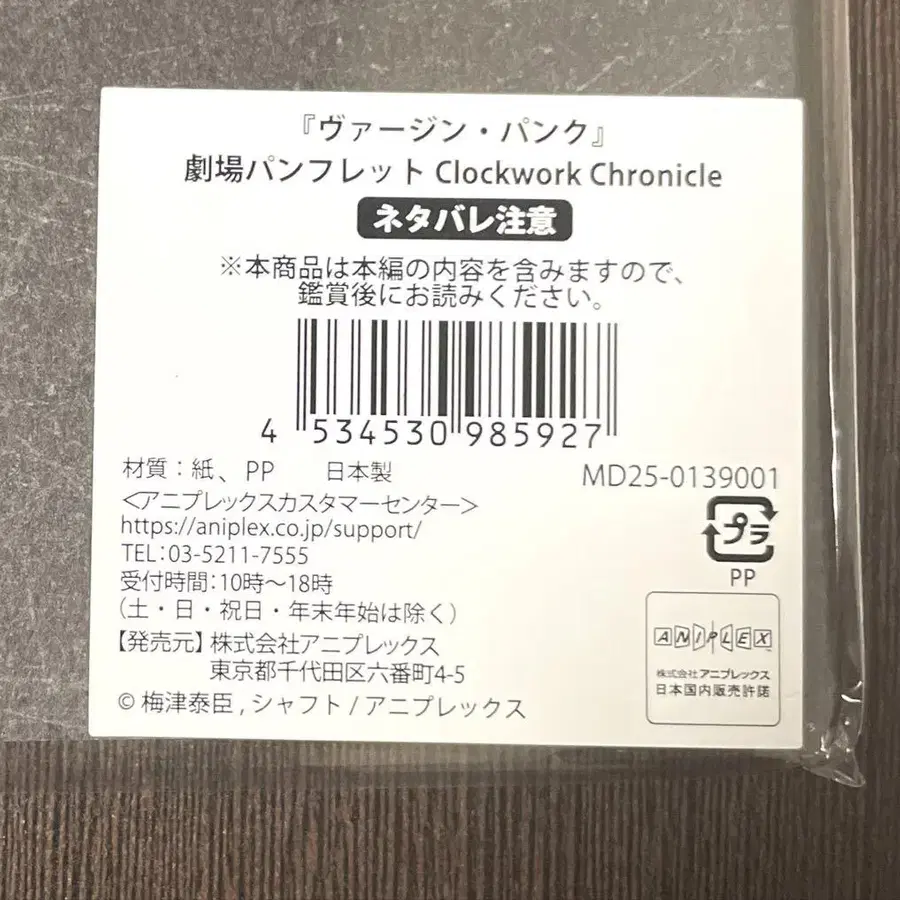 『ヴァージン・パンク』
劇場パンフレット Clockwork Chronicle
ネタバレ注意
※本商品は本編の内容を含みますので、
鑑賞後にお読みください。
4 534530 985927
材質：紙、PP 日本製
MD25-0139001
<アニプレックスカスタマーセンター>
https://aniplex.co.jp/support/
TEL：03-5211-7555
受付時間：10時～18時
（土・日・祝日・年末年始は除く）
【発売元】株式会社アニプレックス
東京都千代田区六番町4-5
© 梅津泰臣，シャフト / アニプレックス
プラ
PP
ANIPLEX
株式会社アニプレックス
日本国内販売許諾